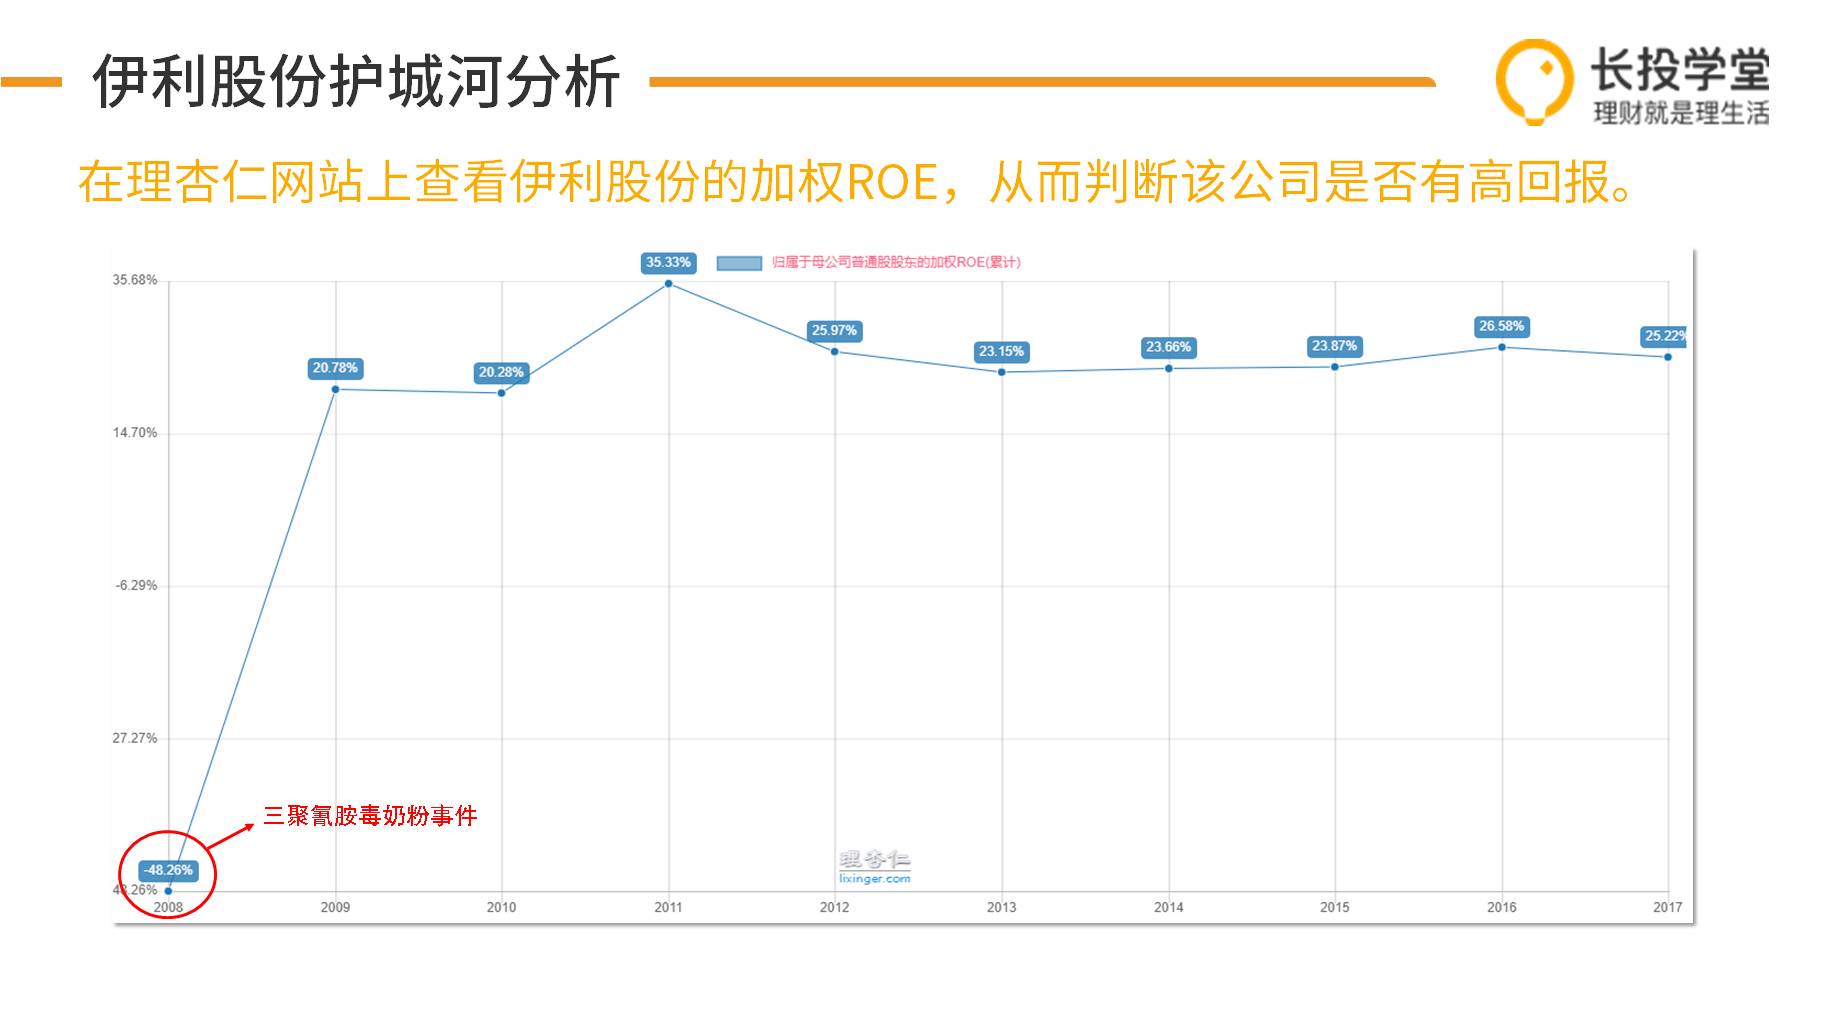 伊利股份护城河分析
长投学堂
理财就是理生活
在理杏仁网站上查看伊利股份的加权ROE，从而判断该公司是否有高回报。
归属于母公司普通股股东的加权ROE(累计)
35.68%
14.70%
-6.29%
27.27%
48.26%
-48.26%
20.78%
20.28%
35.33%
25.97%
23.15%
23.66%
23.87%
26.58%
25.22%
三聚氰胺毒奶粉事件
理杏仁
lixinger.com
2008 2009 2010 2011 2012 2013 2014 2015 2016 2017